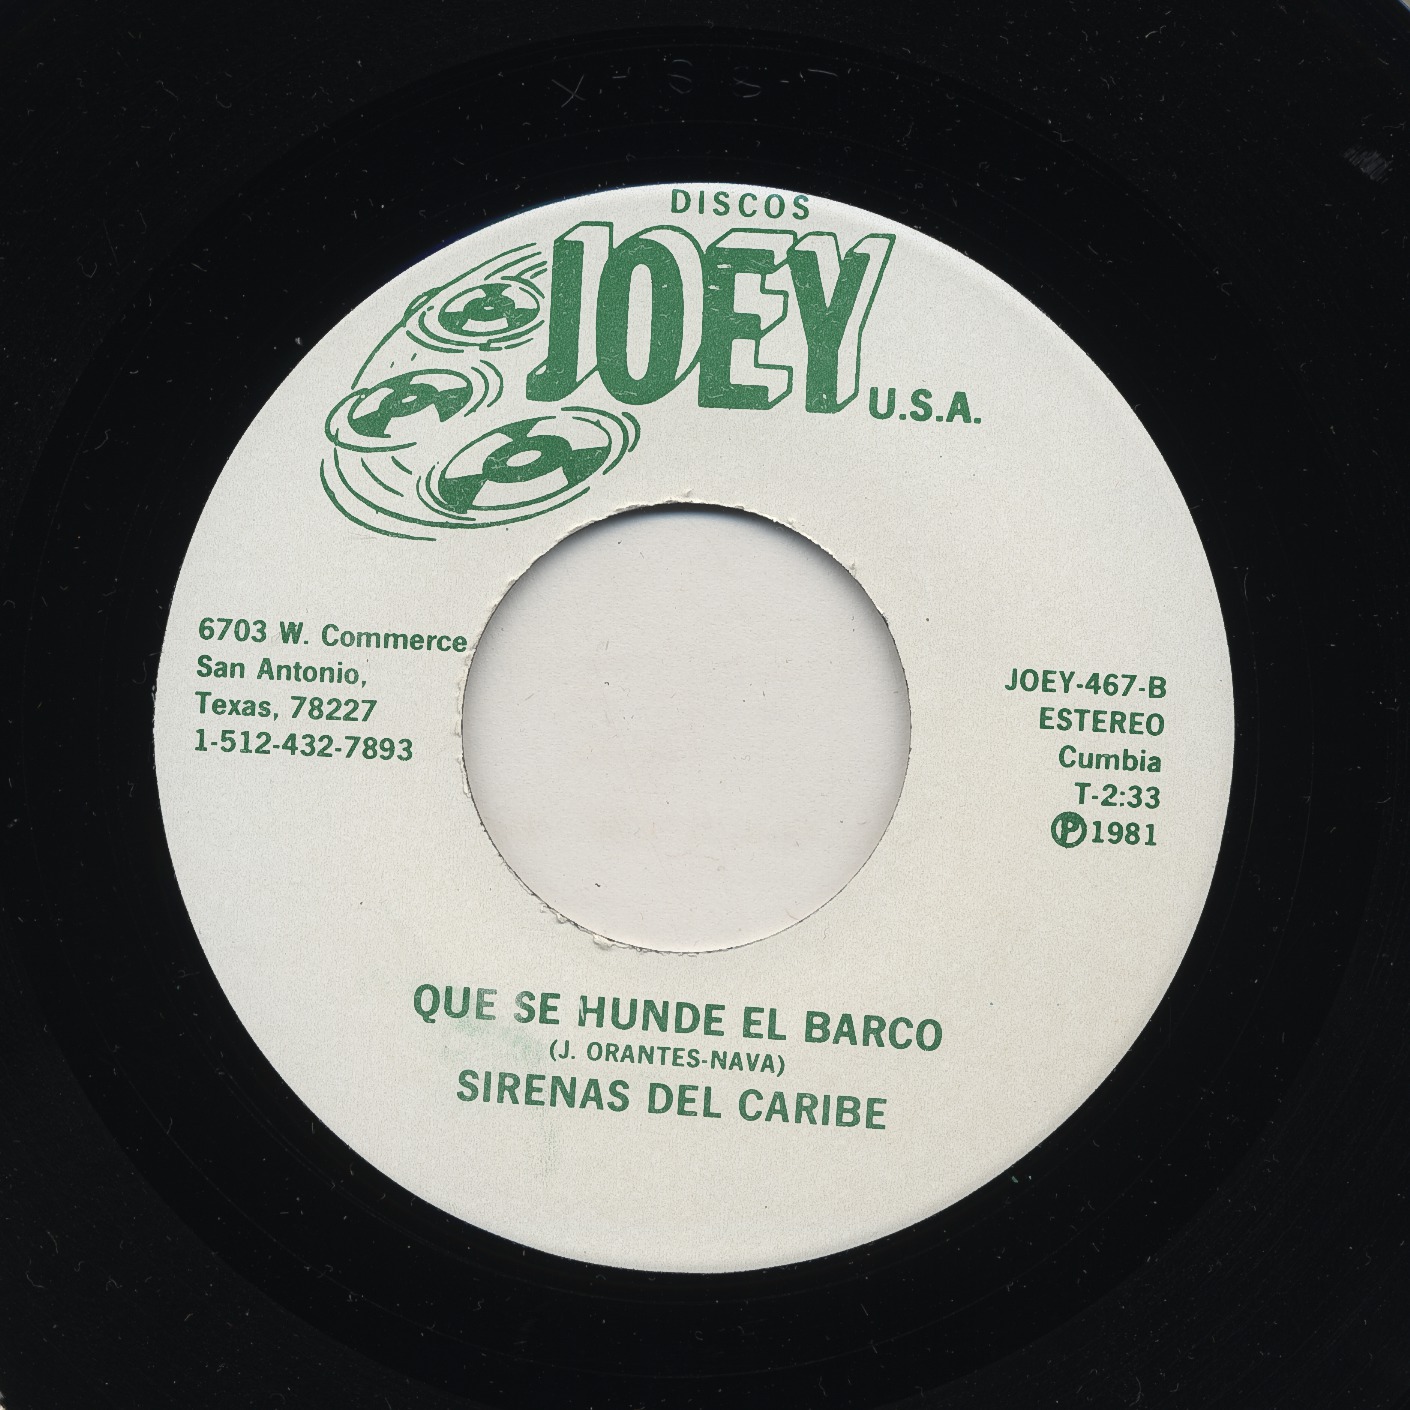 DISCOS
JOEY
U.S.A.
6703 W. Commerce
San Antonio,
Texas, 78227
1-512-432-7893
JOEY-467-B
ESTEREO
Cumbia
T-2:33
Ⓟ1981
QUE SE HUNDE EL BARCO
(J. ORANTES-NAVA)
SIRENAS DEL CARIBE